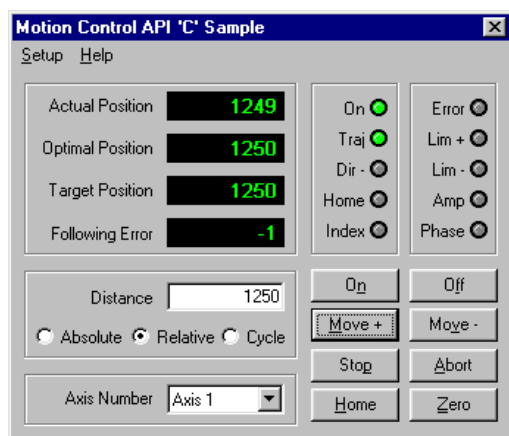 Motion Control API 'C' Sample
Setup Help
Actual Position 1249
Optimal Position 1250
Target Position 1250
Following Error -1
On
Traj
Dir -
Home
Index
Error
Lim +
Lim -
Amp
Phase
Distance 1250
Absolute Relative Cycle
Axis Number Axis 1
On Off
Move + Move -
Stop Abort
Home Zero